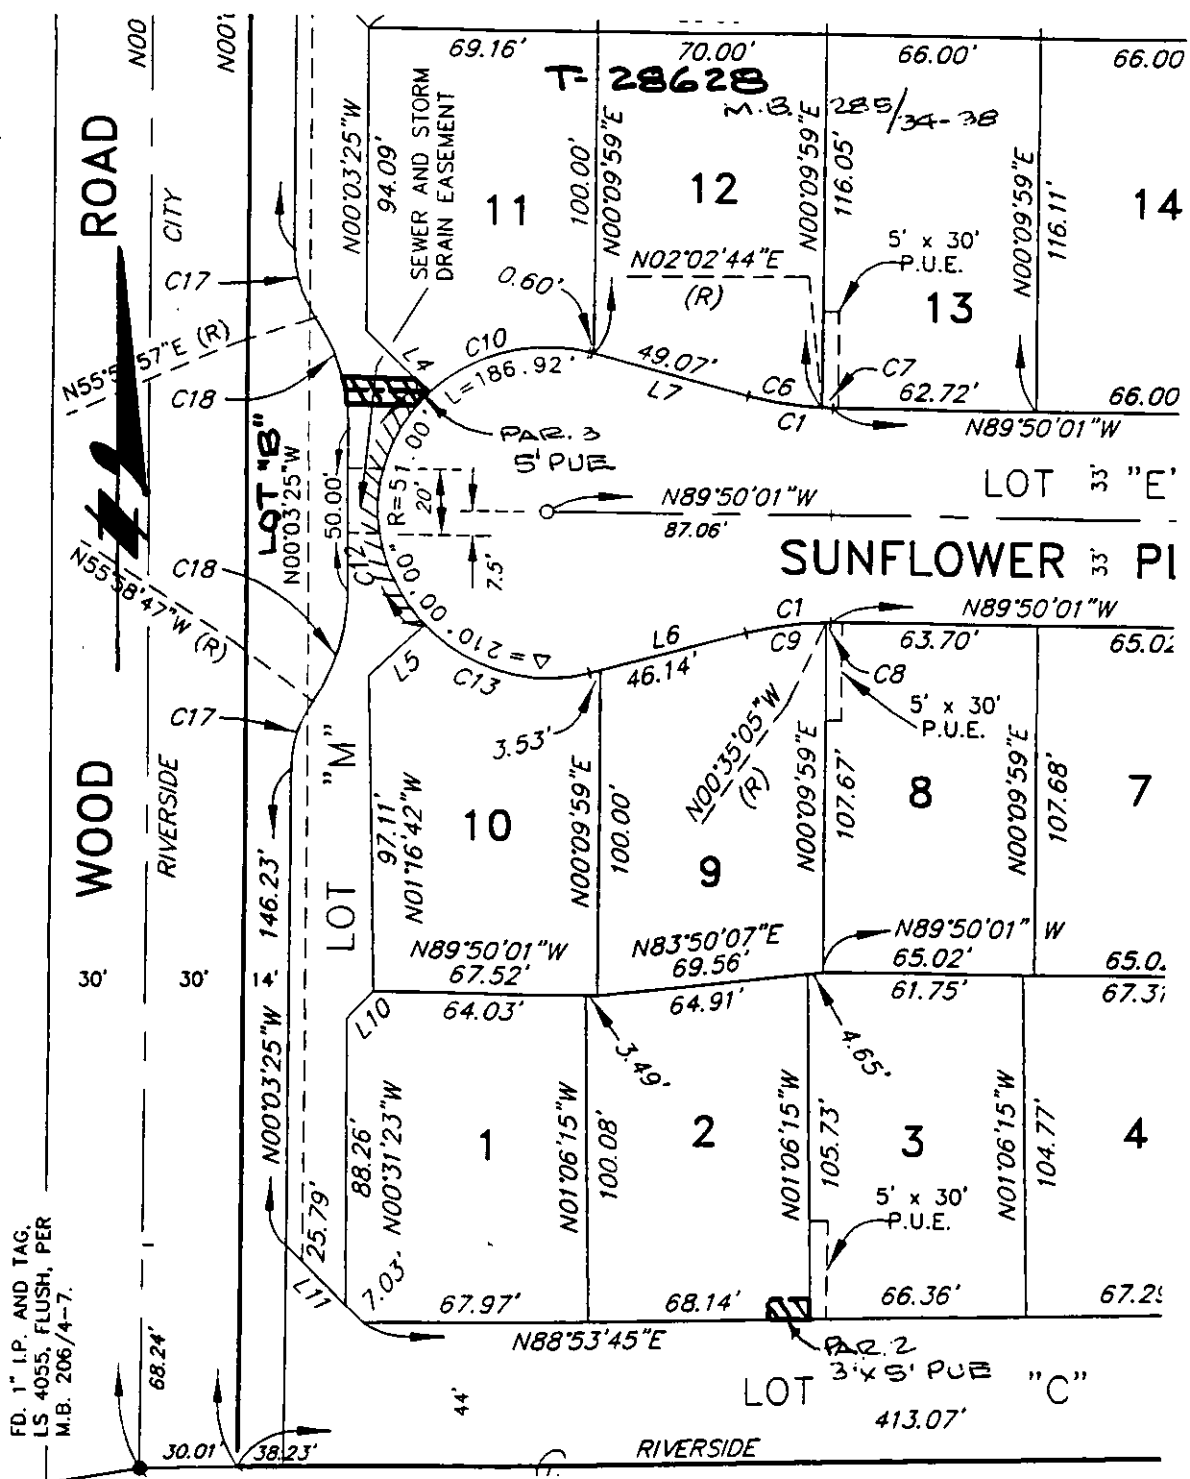 69.16'
70.00'
66.00'
66.00
T-28628
M.B. 285/34-38
N00
N00°
ROAD
CITY
SEWER AND STORM
DRAIN EASEMENT
N00°03'25"W
94.09'
11
100.00'
N00°09'59"E
12
N00°09'59"E
116.05'
N00°09'59"E
116.11'
14
5' x 30'
P.U.E.
13
N02°02'44"E
(R)
0.60'
C17
C10
L4
L=186.92'
49.07'
L7
C6
C1
C7
62.72'
66.00
N89°50'01"W
C18
LOT "B"
N00°03'25"W
50.00'
R=51.00'
20'
7.5'
PAR. 3
5' PUE
N89°50'01"W
87.06'
LOT 33' "E'
SUNFLOWER 33' Pl
N55°58'47"W (R)
C18
C12
Δ=210°00'00"
L5
C13
C1
L6
46.14'
C9
N89°50'01"W
63.70'
65.02
C8
5' x 30'
P.U.E.
C17
3.53'
N00°35'05"W
(R)
WOOD
RIVERSIDE
146.23'
LOT "M"
97.11'
N01°16'42"W
10
N00°09'59"E
100.00'
9
N00°09'59"E
107.67'
8
N00°09'59"E
107.68'
7
N89°50'01"W
67.52'
N83°50'07"E
69.56'
N89°50'01" W
65.02'
65.0
30'
30'
14'
L10
64.03'
64.91'
61.75'
67.37
3.49'
4.65'
N00°03'25"W
25.79'
L11
88.26'
N00°31'23"W
7.03'
1
N01°06'15"W
100.08'
2
N01°06'15"W
105.73'
3
N01°06'15"W
104.77'
4
5' x 30'
P.U.E.
67.97'
68.14'
66.36'
67.29
N88°53'45"E
PAR. 2
3' x 5' PUE
LOT "C"
44'
413.07'
FD. 1" I.P. AND TAG,
LS 4055, FLUSH, PER
M.B. 206/4-7.
68.24'
30.01'
38.23'
RIVERSIDE